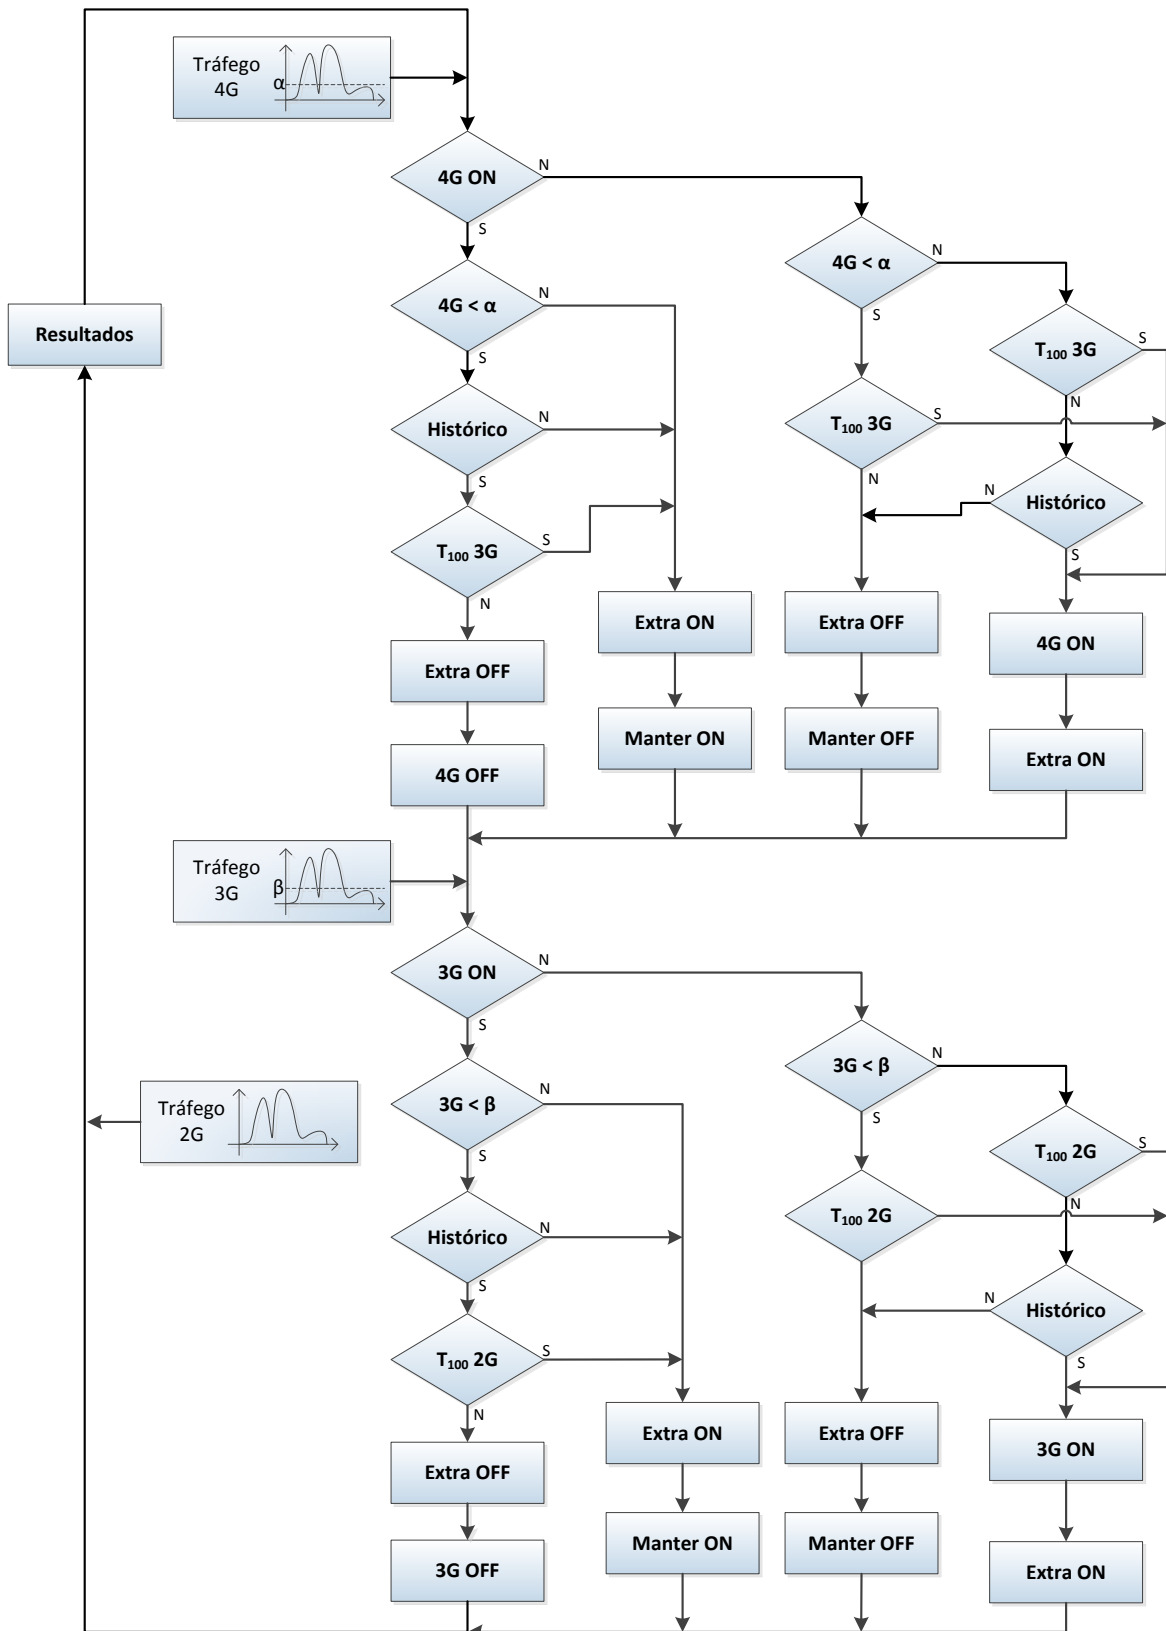 Tráfego
4G
α
4G ON
N
S
4G < α
N
S
4G < α
N
S
Resultados
T₁₀₀ 3G
S
N
Histórico
N
S
T₁₀₀ 3G
S
N
Histórico
N
S
T₁₀₀ 3G
S
N
Extra ON
Extra OFF
4G ON
Extra OFF
Manter ON
Manter OFF
Extra ON
4G OFF
Tráfego
3G
β
3G ON
N
S
3G < β
N
S
3G < β
N
S
Tráfego
2G
T₁₀₀ 2G
S
N
T₁₀₀ 2G
Histórico
N
S
Histórico
N
S
T₁₀₀ 2G
S
N
Extra ON
Extra OFF
3G ON
Extra OFF
Manter ON
Manter OFF
3G OFF
Extra ON